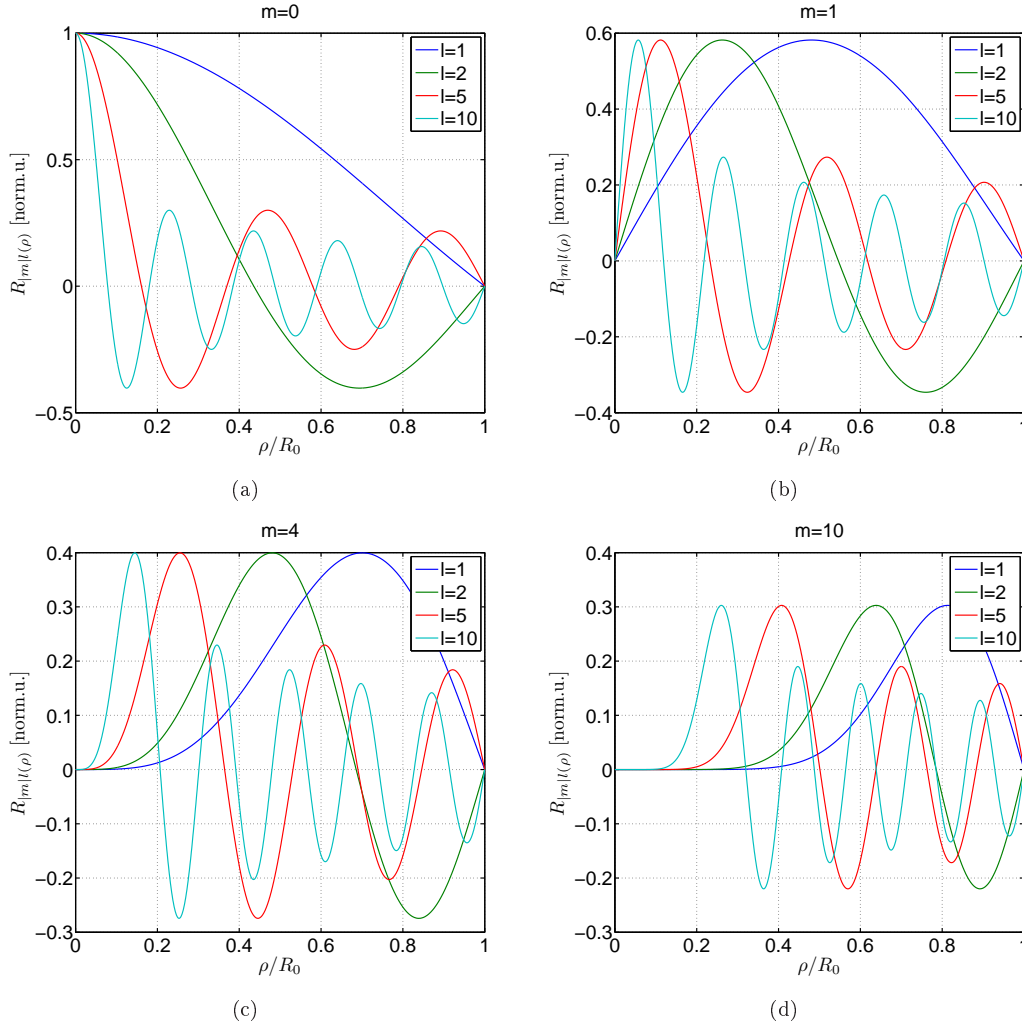 m=0
R|m|l(ρ) [norm.u.]
1
0.5
0
−0.5
0 0.2 0.4 0.6 0.8 1
ρ/R0
l=1
l=2
l=5
l=10
(a)
m=1
R|m|l(ρ) [norm.u.]
0.6
0.4
0.2
0
−0.2
−0.4
0 0.2 0.4 0.6 0.8 1
ρ/R0
l=1
l=2
l=5
l=10
(b)
m=4
R|m|l(ρ) [norm.u.]
0.4
0.3
0.2
0.1
0
−0.1
−0.2
−0.3
0 0.2 0.4 0.6 0.8 1
ρ/R0
l=1
l=2
l=5
l=10
(c)
m=10
R|m|l(ρ) [norm.u.]
0.4
0.3
0.2
0.1
0
−0.1
−0.2
−0.3
0 0.2 0.4 0.6 0.8 1
ρ/R0
l=1
l=2
l=5
l=10
(d)